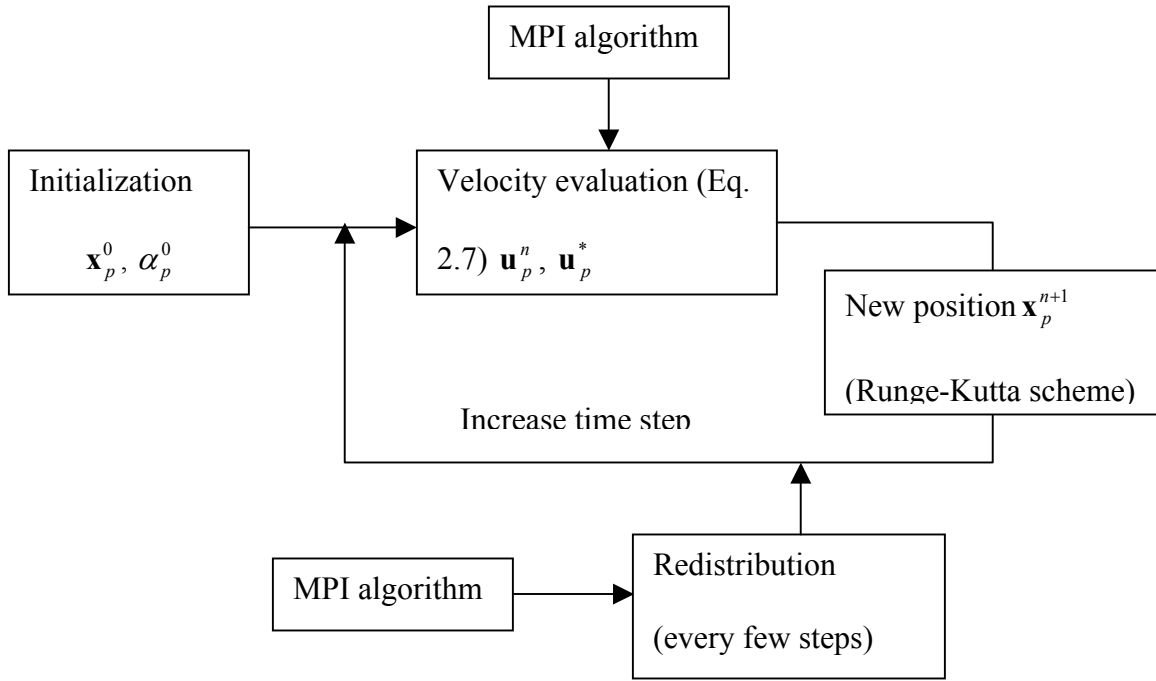 MPI algorithm
Initialization
x_p^0, α_p^0
Velocity evaluation (Eq.
2.7) u_p^n, u_p^*
New position x_p^{n+1}
(Runge-Kutta scheme)
Increase time step
MPI algorithm
Redistribution
(every few steps)